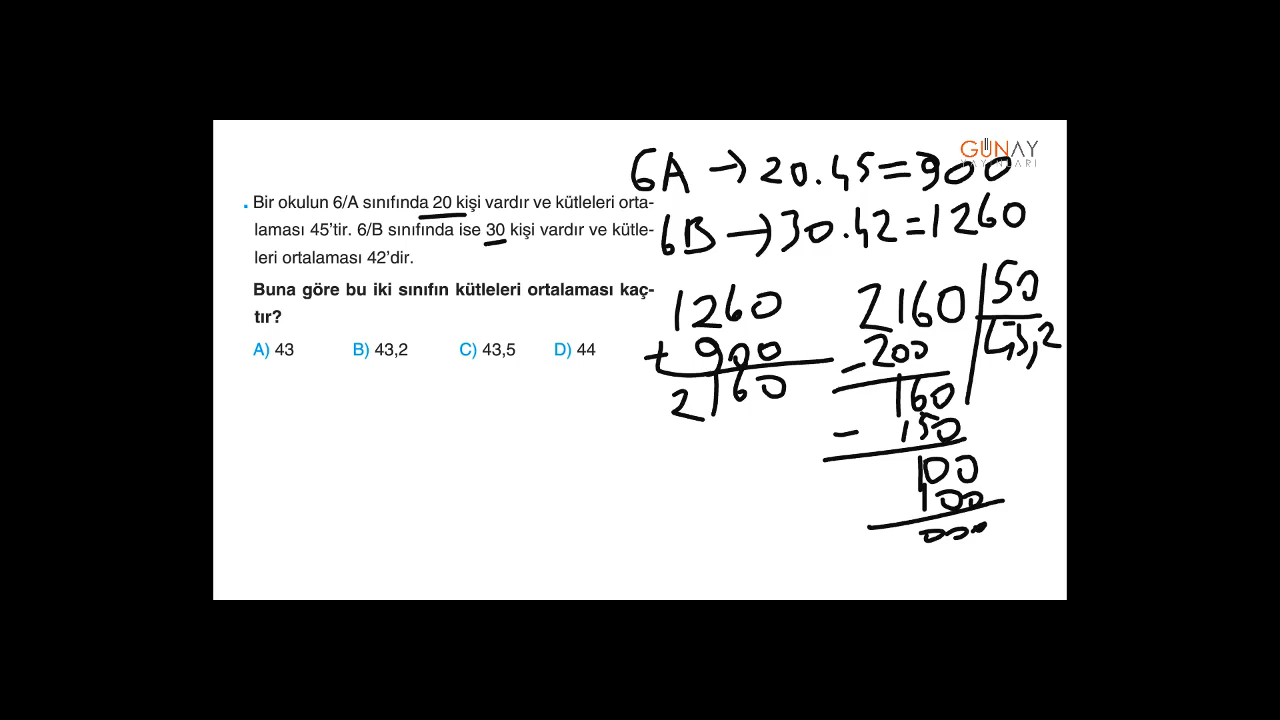 GÜNAY
YAYINLARI
6A → 20.45=900
6B → 30.42=1260
. Bir okulun 6/A sınıfında 20 kişi vardır ve kütleleri orta-
laması 45’tir. 6/B sınıfında ise 30 kişi vardır ve kütle-
leri ortalaması 42’dir.
Buna göre bu iki sınıfın kütleleri ortalaması kaç-
tır?
A) 43 B) 43,2 C) 43,5 D) 44
1260
+ 900
2160
2160 50
43,2
- 200
160
- 150
100
100
000